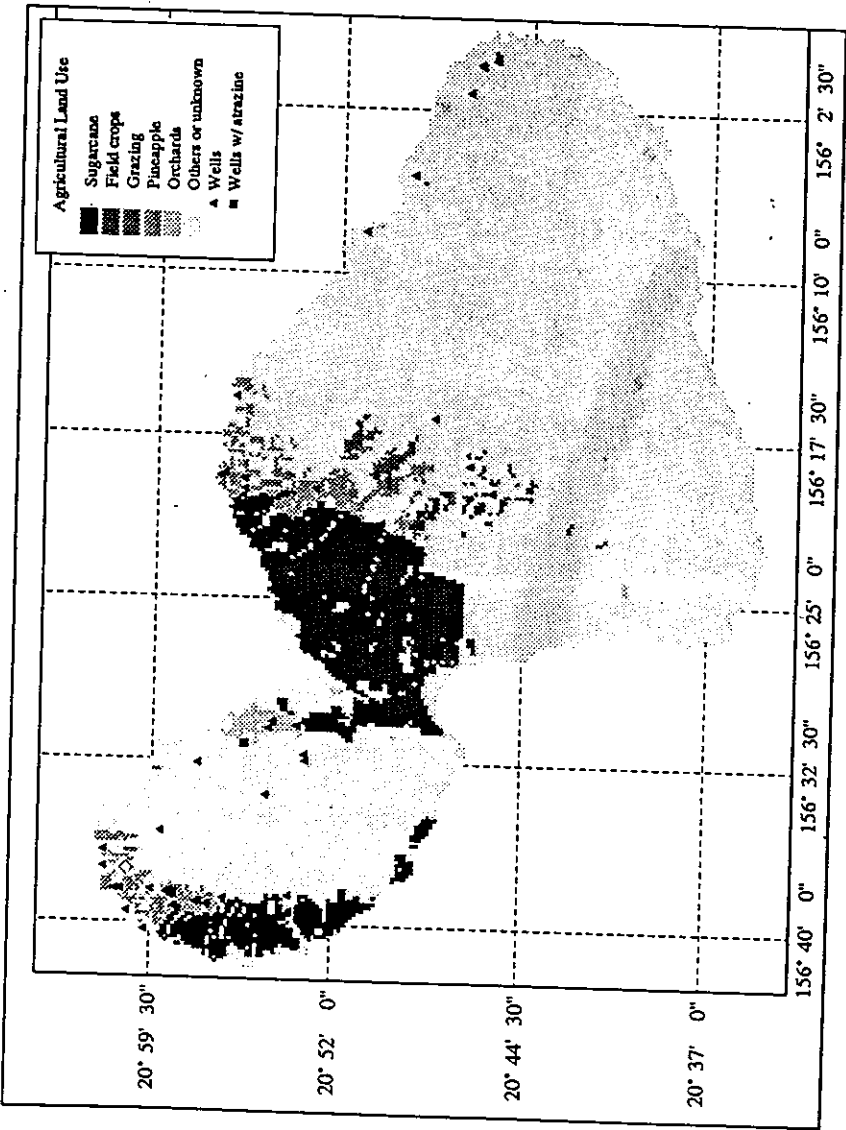 Agricultural Land Use
Sugarcane
Field crops
Grazing
Pineapple
Orchards
Others or unknown
Wells
Wells w/ atrazine
20° 59' 30"
20° 52' 0"
20° 44' 30"
20° 37' 0"
156° 40' 0"
156° 32' 30"
156° 25' 0"
156° 17' 30"
156° 10' 0"
156° 2' 30"